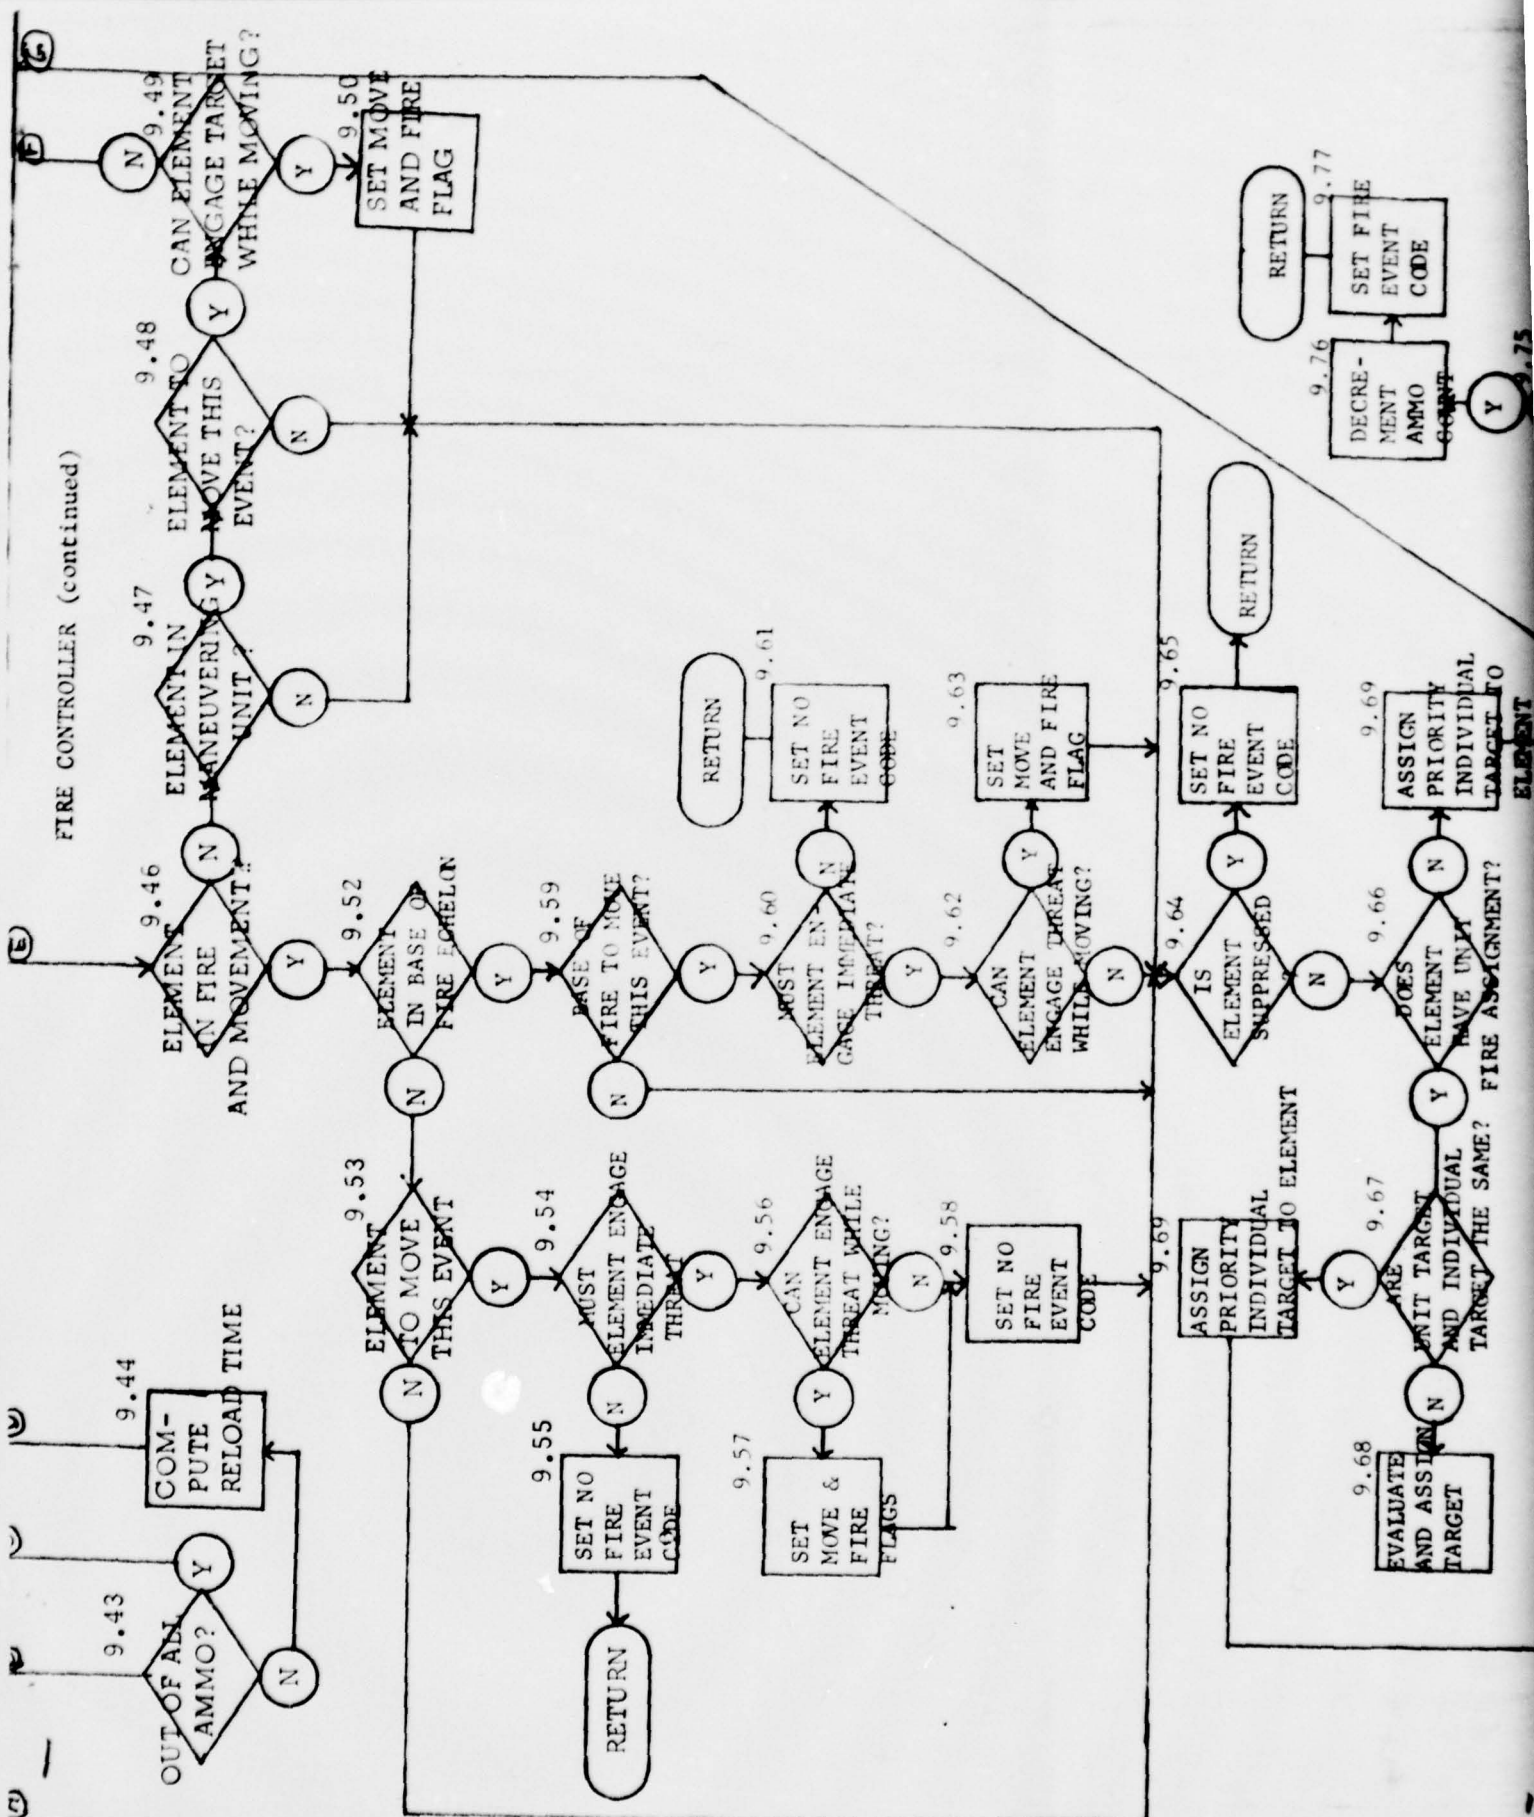 FIRE CONTROLLER (continued)
E
F
G
9.43
OUT OF ALL
AMMO?
Y
N
9.44
COM-
PUTE
RELOAD TIME
9.46
ELEMENT
IN FIRE
AND MOVEMENT?
N
Y
9.47
ELEMENT IN
MANEUVERING
UNIT ?
Y
N
9.48
ELEMENT TO
MOVE THIS
EVENT?
Y
N
9.49
CAN ELEMENT
ENGAGE TARGET
WHILE MOVING?
N
Y
9.50
SET MOVE
AND FIRE
FLAG
9.52
ELEMENT
IN BASE OF
FIRE ECHELON
N
Y
9.53
ELEMENT
TO MOVE
THIS EVENT
N
Y
9.54
MUST
ELEMENT ENGAGE
IMMEDIATE
THREAT
N
Y
9.55
SET NO
FIRE
EVENT
CODE
RETURN
9.56
CAN
ELEMENT ENGAGE
THREAT WHILE
MOVING?
Y
N
9.57
SET
MOVE &
FIRE
FLAGS
9.58
SET NO
FIRE
EVENT
CODE
9.59
BASE OF
FIRE TO MOVE
THIS EVENT?
N
Y
9.60
MUST
ELEMENT EN-
GAGE IMMEDIATE
THREAT?
N
Y
9.61
SET NO
FIRE
EVENT
CODE
RETURN
9.62
CAN
ELEMENT
ENGAGE THREAT
WHILE MOVING?
Y
N
9.63
SET
MOVE
AND FIRE
FLAG
9.64
IS
ELEMENT
SUPPRESSED
Y
N
9.65
SET NO
FIRE
EVENT
CODE
RETURN
9.66
DOES
ELEMENT
HAVE UNIT
FIRE ASSIGNMENT?
N
Y
9.69
ASSIGN
PRIORITY
INDIVIDUAL
TARGET TO
ELEMENT
9.67
ARE
UNIT TARGET
AND INDIVIDUAL
TARGET THE SAME?
Y
N
9.69
ASSIGN
PRIORITY
INDIVIDUAL
TARGET TO ELEMENT
9.68
EVALUATE
AND ASSIGN
TARGET
9.75
Y
9.76
DECRE-
MENT
AMMO
COUNT
9.77
SET FIRE
EVENT
CODE
RETURN